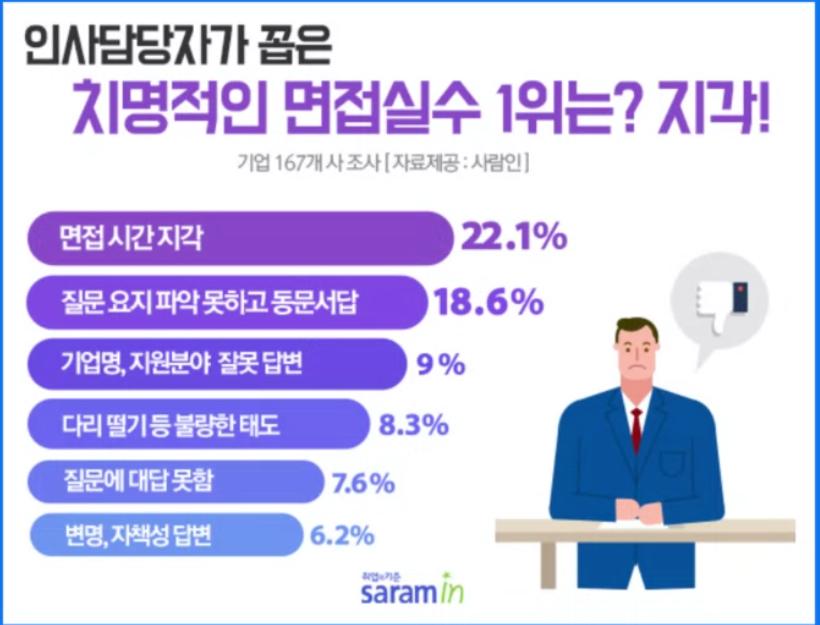 인사담당자가 꼽은
치명적인 면접실수 1위는? 지각!
기업 167개 사 조사 [ 자료제공 : 사람인 ]
면접 시간 지각 22.1%
질문 요지 파악 못하고 동문서답 18.6%
기업명, 지원분야 잘못 답변 9%
다리 떨기 등 불량한 태도 8.3%
질문에 대답 못함 7.6%
변명, 자책성 답변 6.2%
취업의기준
saramin